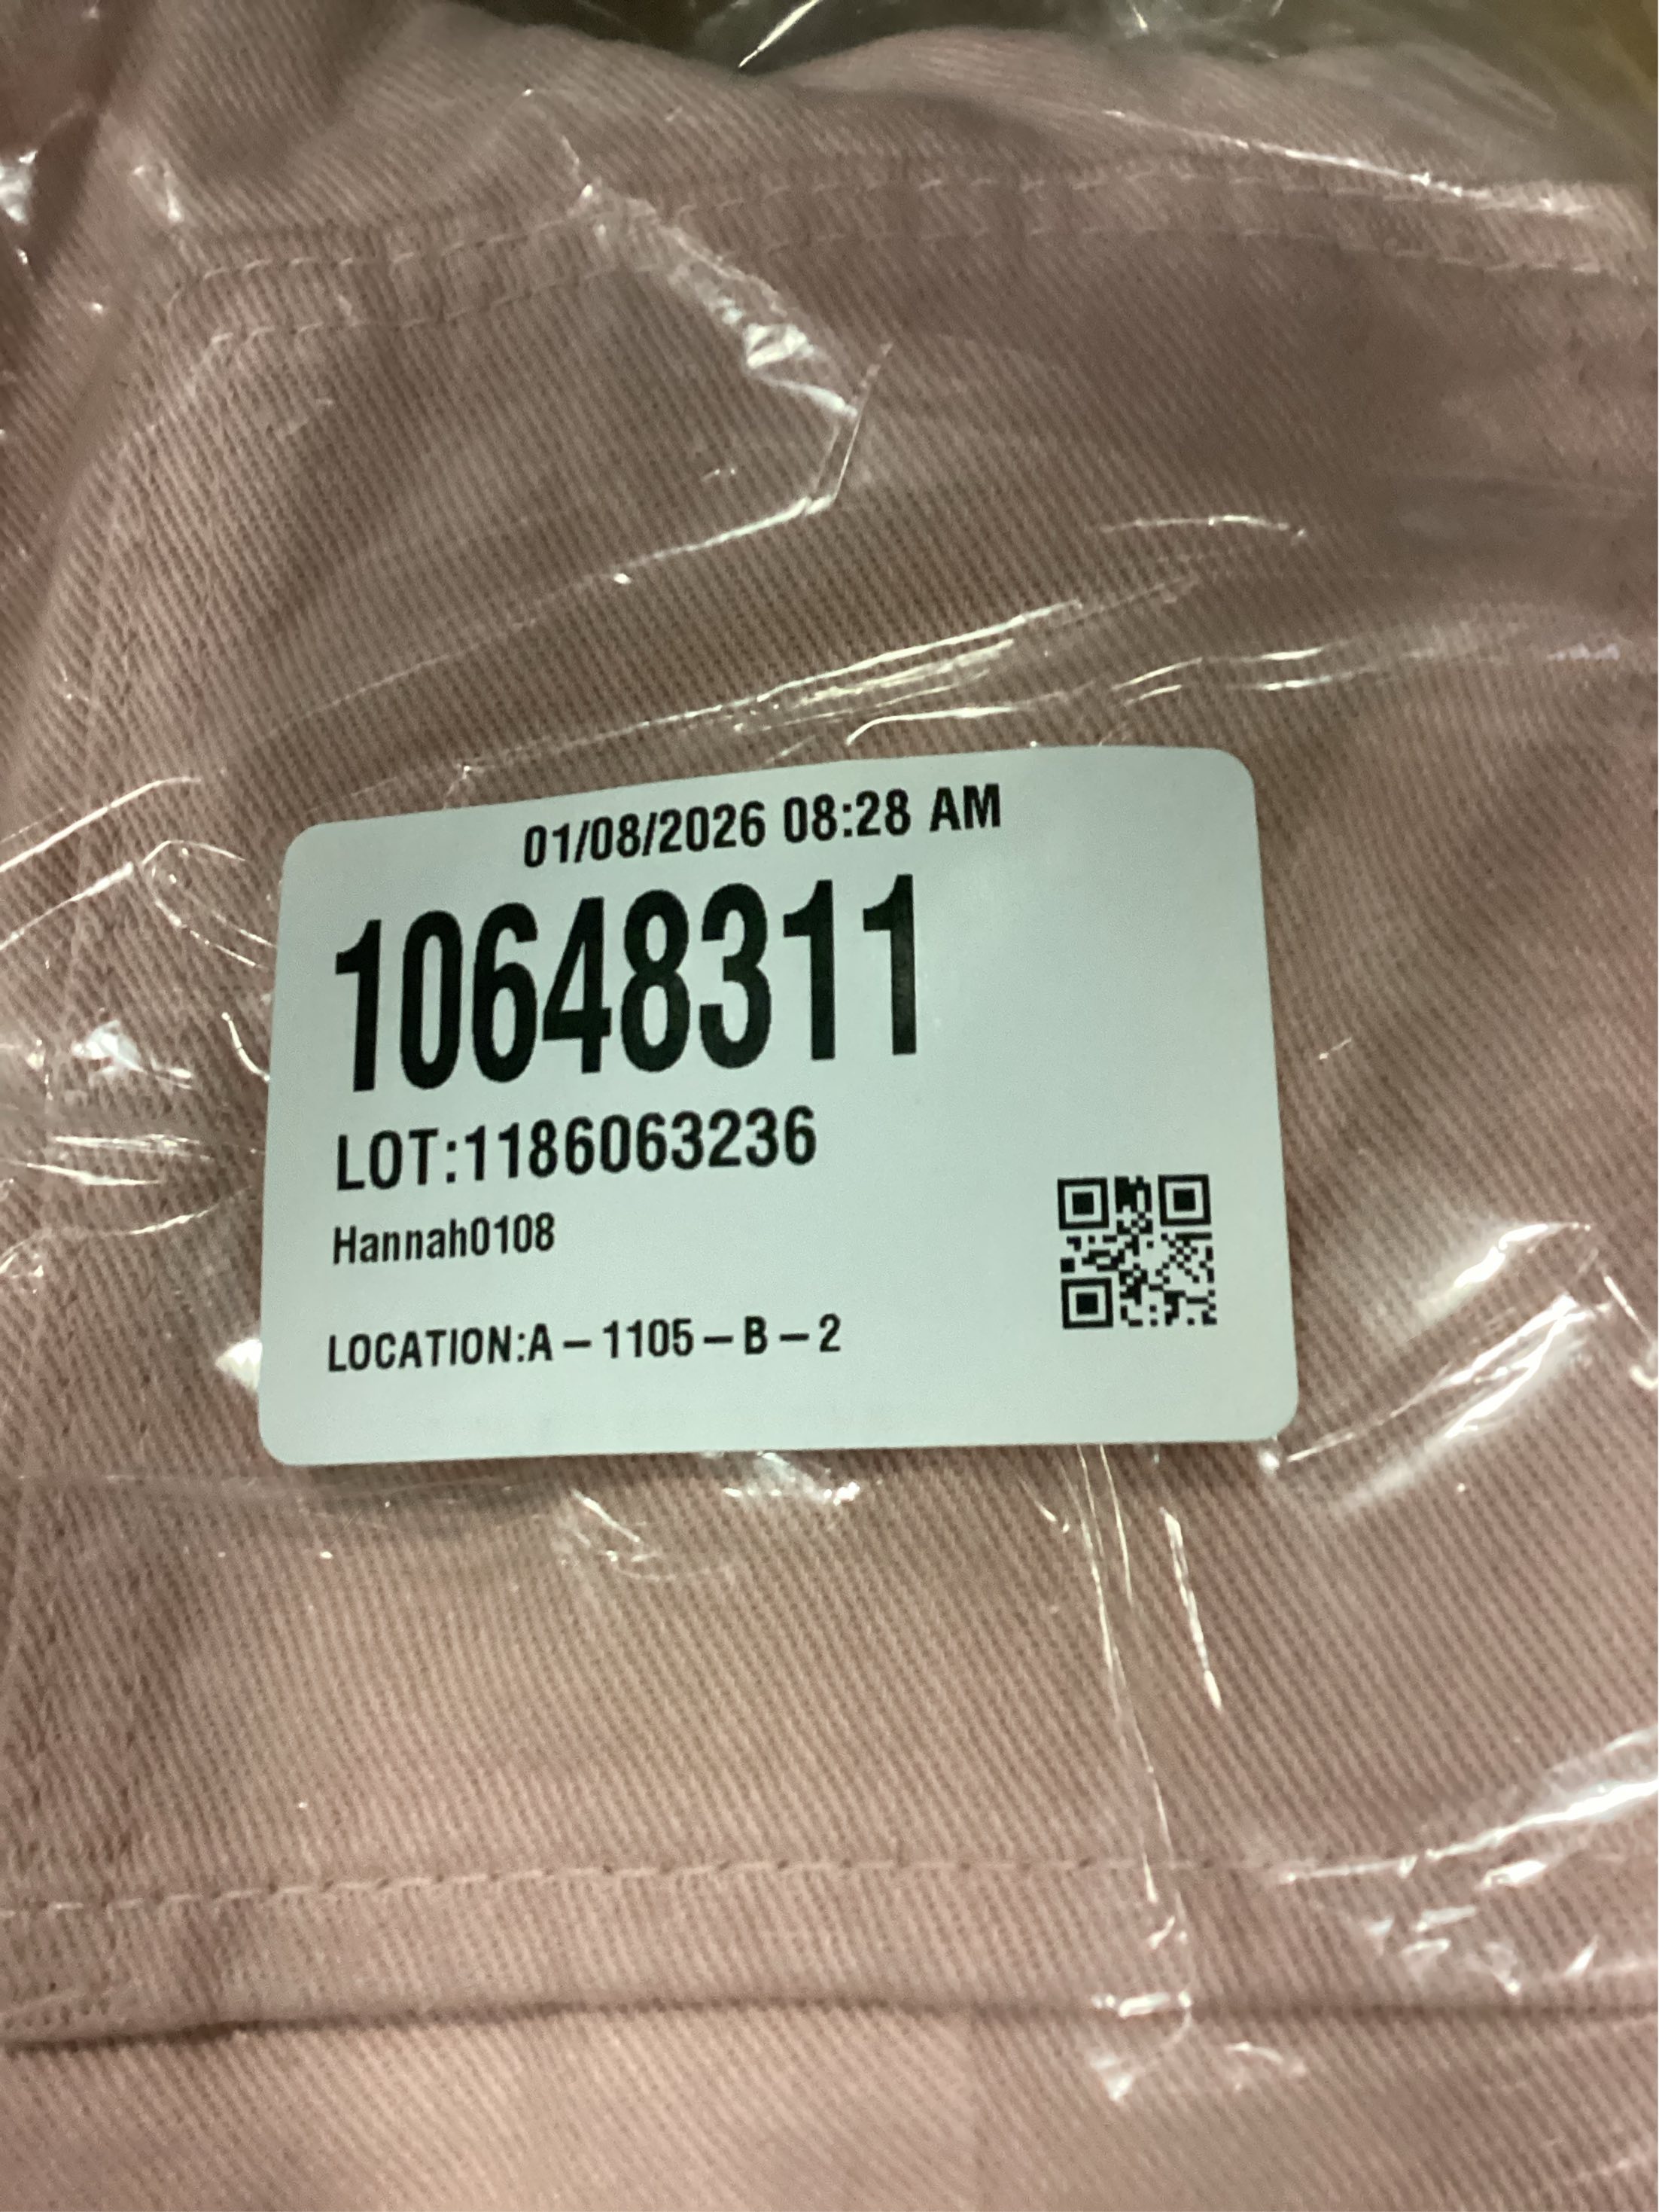 01/08/2026 08:28 AM
10648311
LOT:1186063236
Hannah0108
LOCATION:A – 1105 – B – 2